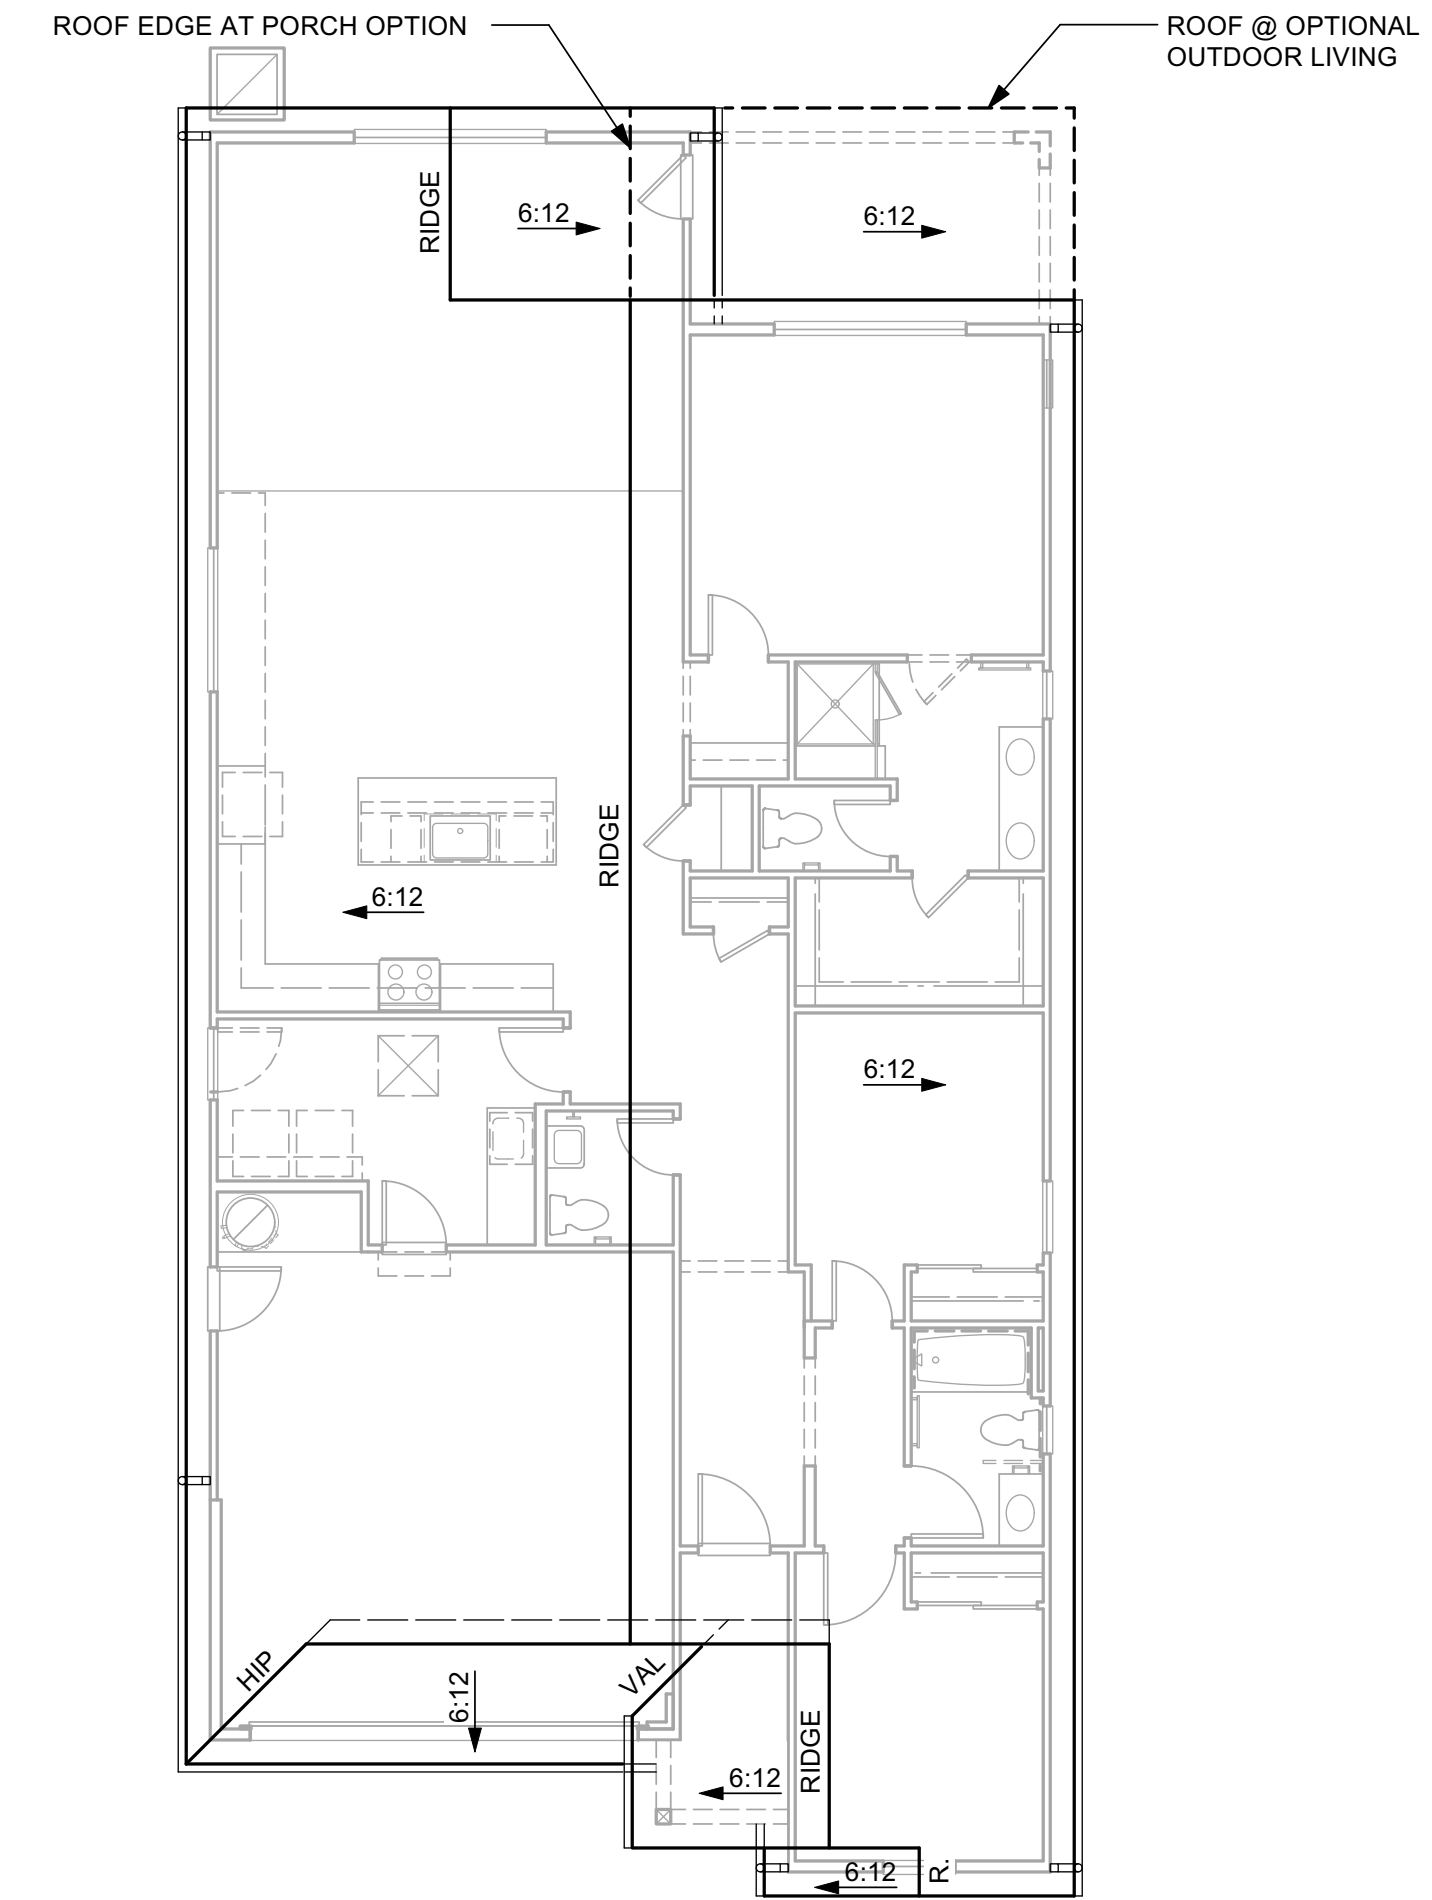 ROOF EDGE AT PORCH OPTION
ROOF @ OPTIONAL
OUTDOOR LIVING
RIDGE
6:12
6:12
RIDGE
6:12
6:12
HIP
VAL
6:12
RIDGE
6:12
6:12
R.